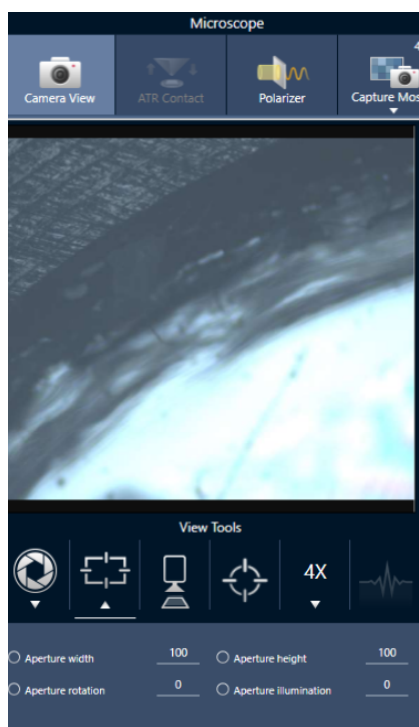 Microscope
4
Camera View
ATR Contact
Polarizer
Capture Mos
View Tools
4X
Aperture width 100
Aperture height 100
Aperture rotation 0
Aperture illumination 0